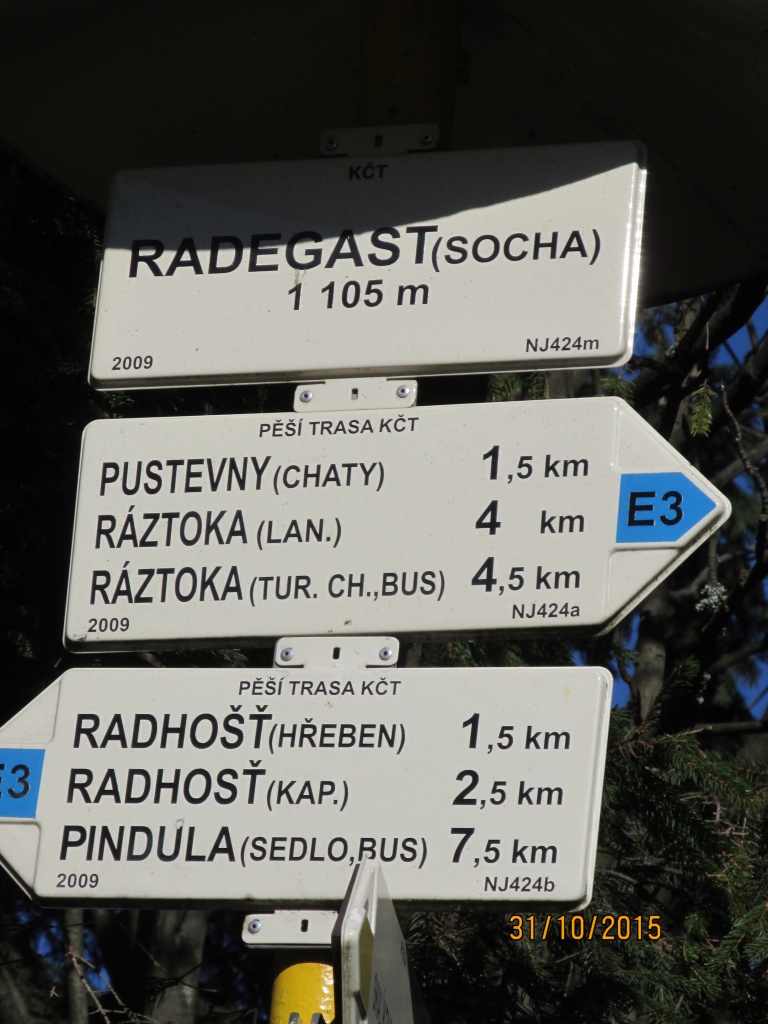 KČT
RADEGAST (SOCHA)
1 105 m
2009 NJ424m
PĚŠÍ TRASA KČT
PUSTEVNY (CHATY) 1,5 km
RÁZTOKA (LAN.) 4 km
E3
RÁZTOKA (TUR. CH.,BUS) 4,5 km
2009 NJ424a
PĚŠÍ TRASA KČT
RADHOŠŤ (HŘEBEN) 1,5 km
E3
RADHOSŤ (KAP.) 2,5 km
PINDULA (SEDLO,BUS) 7,5 km
2009 NJ424b
31/10/2015